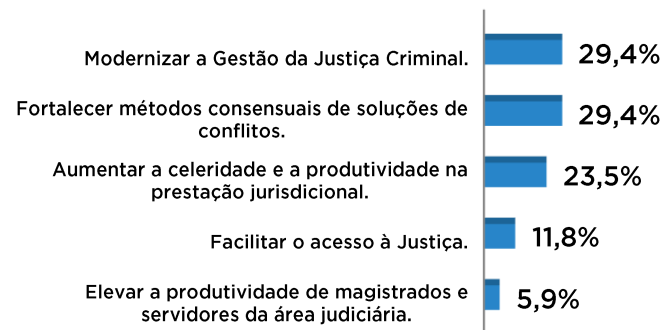 Modernizar a Gestão da Justiça Criminal.
29,4%
Fortalecer métodos consensuais de soluções de
conflitos.
29,4%
Aumentar a celeridade e a produtividade na
prestação jurisdicional.
23,5%
Facilitar o acesso à Justiça.
11,8%
Elevar a produtividade de magistrados e
servidores da área judiciária.
5,9%